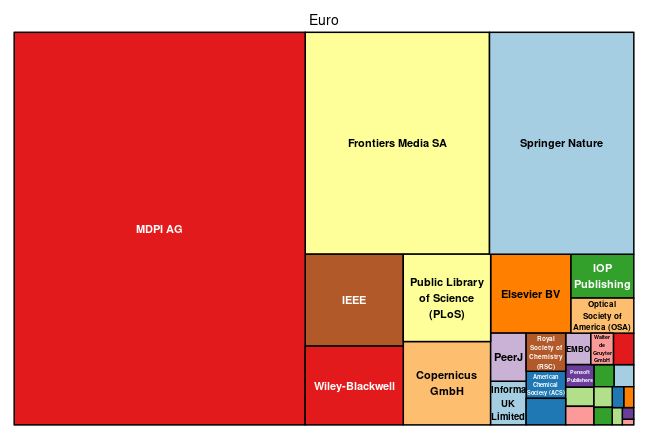 Euro
MDPI AG
Frontiers Media SA
Springer Nature
IEEE
Wiley-Blackwell
Public Library
of Science
(PLoS)
Copernicus
GmbH
Elsevier BV
IOP
Publishing
Optical
Society of
America (OSA)
PeerJ
Informa
UK
Limited
Royal
Society of
Chemistry
(RSC)
American
Chemical
Society (ACS)
EMBO
Walter
de
Gruyter
GmbH
Pensoft
Publishers